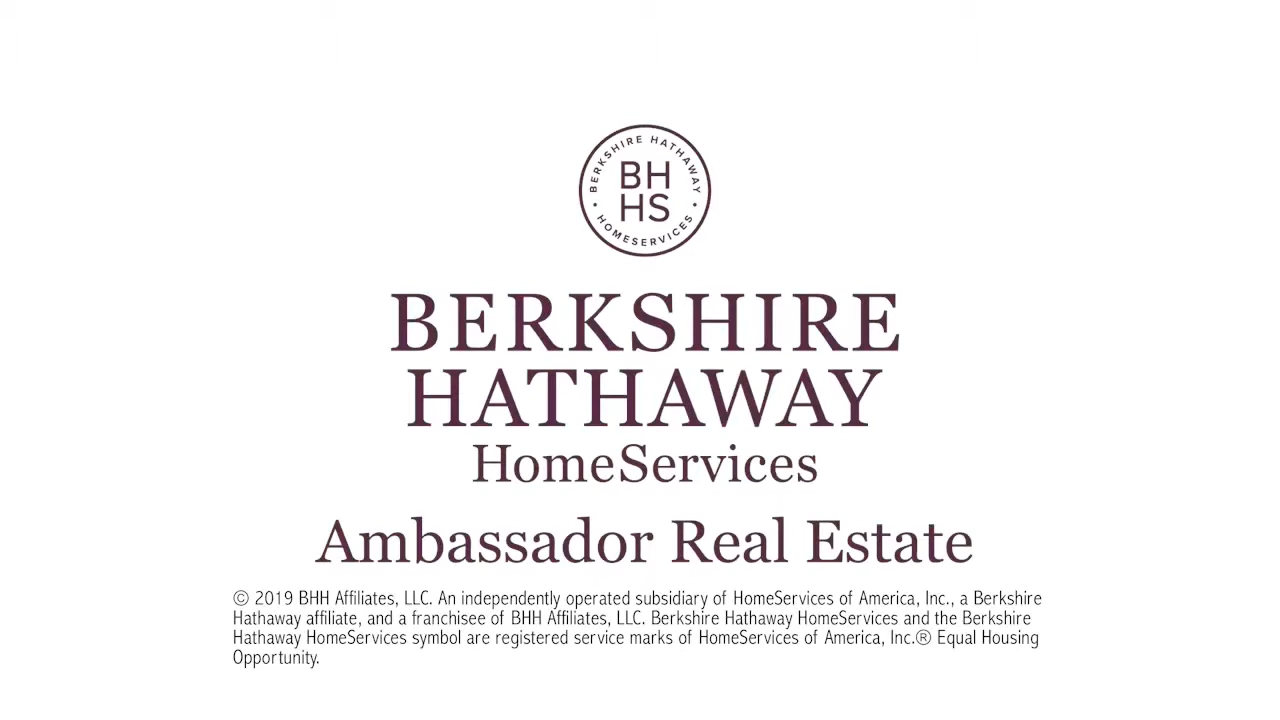 BERKSHIRE HATHAWAY
BH
HS
• HOMESERVICES •
BERKSHIRE
HATHAWAY
HomeServices
Ambassador Real Estate
© 2019 BHH Affiliates, LLC. An independently operated subsidiary of HomeServices of America, Inc., a Berkshire
Hathaway affiliate, and a franchisee of BHH Affiliates, LLC. Berkshire Hathaway HomeServices and the Berkshire
Hathaway HomeServices symbol are registered service marks of HomeServices of America, Inc.® Equal Housing
Opportunity.